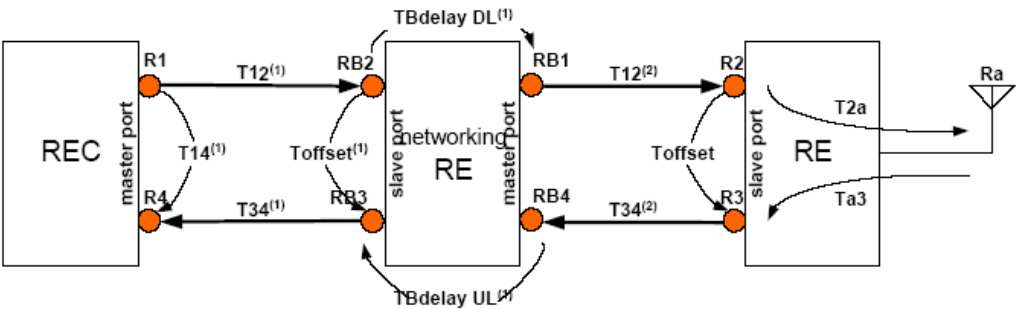 TBdelay DL(1)
R1
T12(1)
RB2
RB1
T12(2)
R2
Ra
T2a
REC
master port
T14(1)
Toffset(1)
slave port
networking
RE
master port
Toffset
slave port
RE
R4
T34(1)
RB3
RB4
T34(2)
R3
Ta3
TBdelay UL(1)